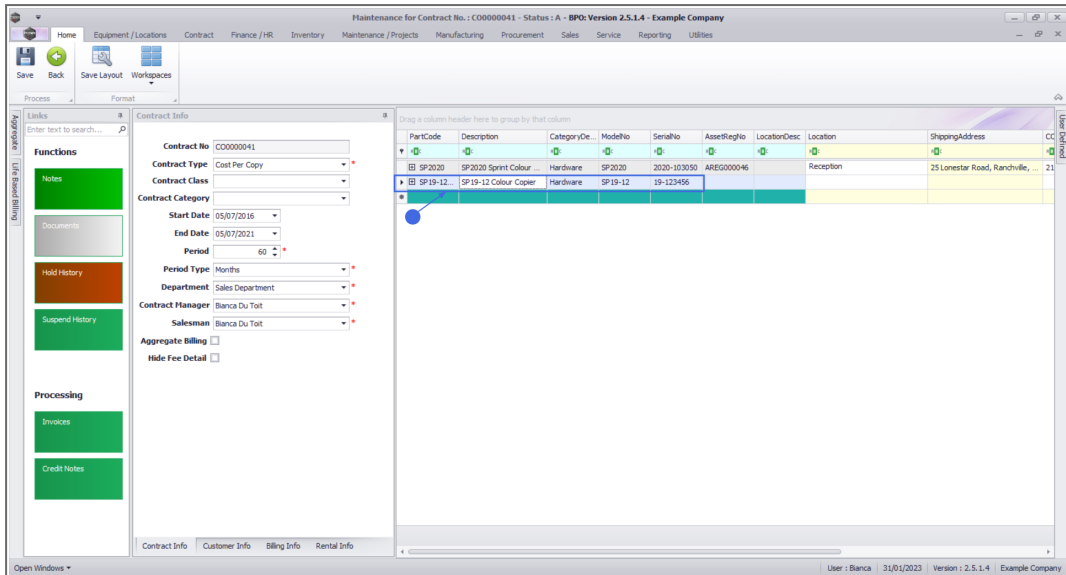 Maintenance for Contract No. : CO0000041 - Status : A - BPO: Version 2.5.1.4 - Example Company
Home Equipment / Locations Contract Finance / HR Inventory Maintenance / Projects Manufacturing Procurement Sales Service Reporting Utilities
Save Back Save Layout Workspaces
Process Format
Links
Enter text to search...
Functions
Notes
Documents
Hold History
Suspend History
Processing
Invoices
Credit Notes
Aggregate
Life Based Billing
Contract Info
Contract No CO0000041
Contract Type Cost Per Copy *
Contract Class
Contract Category
Start Date 05/07/2016
End Date 05/07/2021
Period 60 *
Period Type Months *
Department Sales Department *
Contract Manager Bianca Du Toit *
Salesman Bianca Du Toit *
Aggregate Billing
Hide Fee Detail
Contract Info Customer Info Billing Info Rental Info
Drag a column header here to group by that column
PartCode Description CategoryDe... ModelNo SerialNo AssetRegNo LocationDesc Location ShippingAddress
SP2020 SP2020 Sprint Colour ... Hardware SP2020 2020-103050 AREG000046 Reception 25 Lonestar Road, Ranchville, ... 21
SP19-12... SP19-12 Colour Copier Hardware SP19-12 19-123456
User Defined
Open Windows
User : Bianca 31/01/2023 Version : 2.5.1.4 Example Company